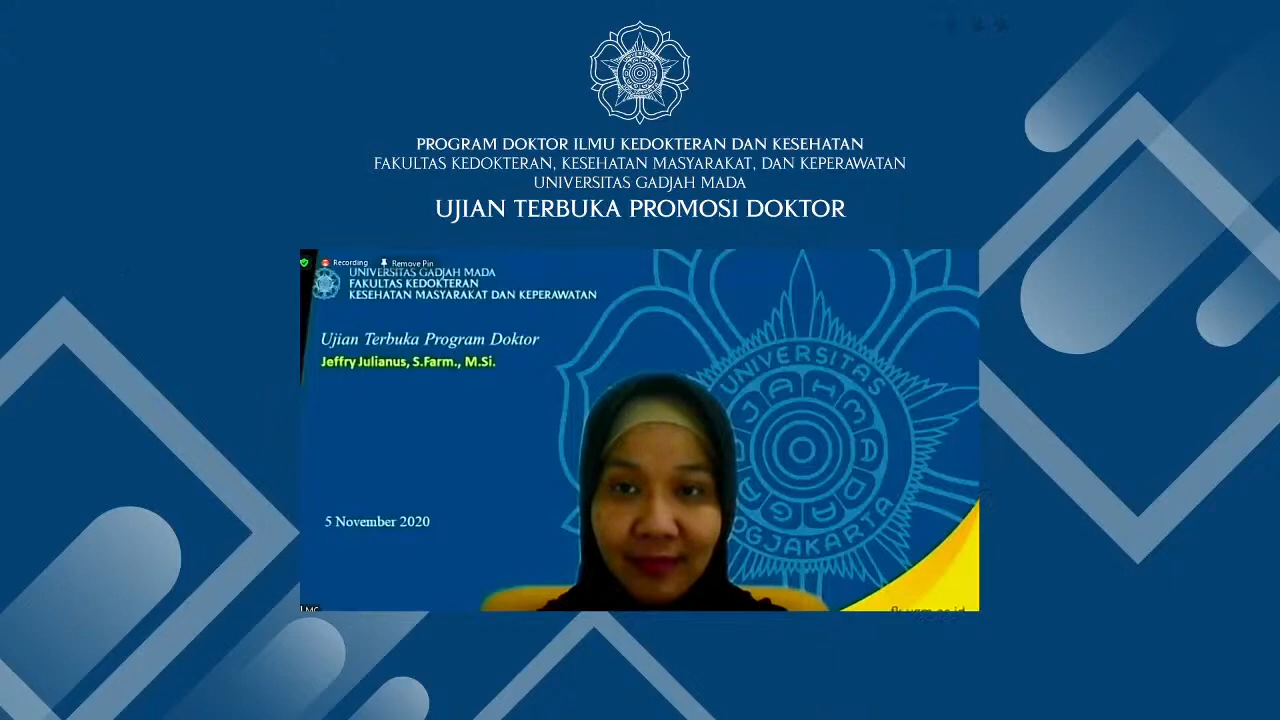 PROGRAM DOKTOR ILMU KEDOKTERAN DAN KESEHATAN
FAKULTAS KEDOKTERAN, KESEHATAN MASYARAKAT, DAN KEPERAWATAN
UNIVERSITAS GADJAH MADA
UJIAN TERBUKA PROMOSI DOKTOR
Recording Remove Pin
UNIVERSITAS GADJAH MADA
FAKULTAS KEDOKTERAN
KESEHATAN MASYARAKAT DAN KEPERAWATAN
Ujian Terbuka Program Doktor
Jeffry Julianus, S.Farm., M.Si.
UNIVERSITAS
GADJAH MADA
5 November 2020